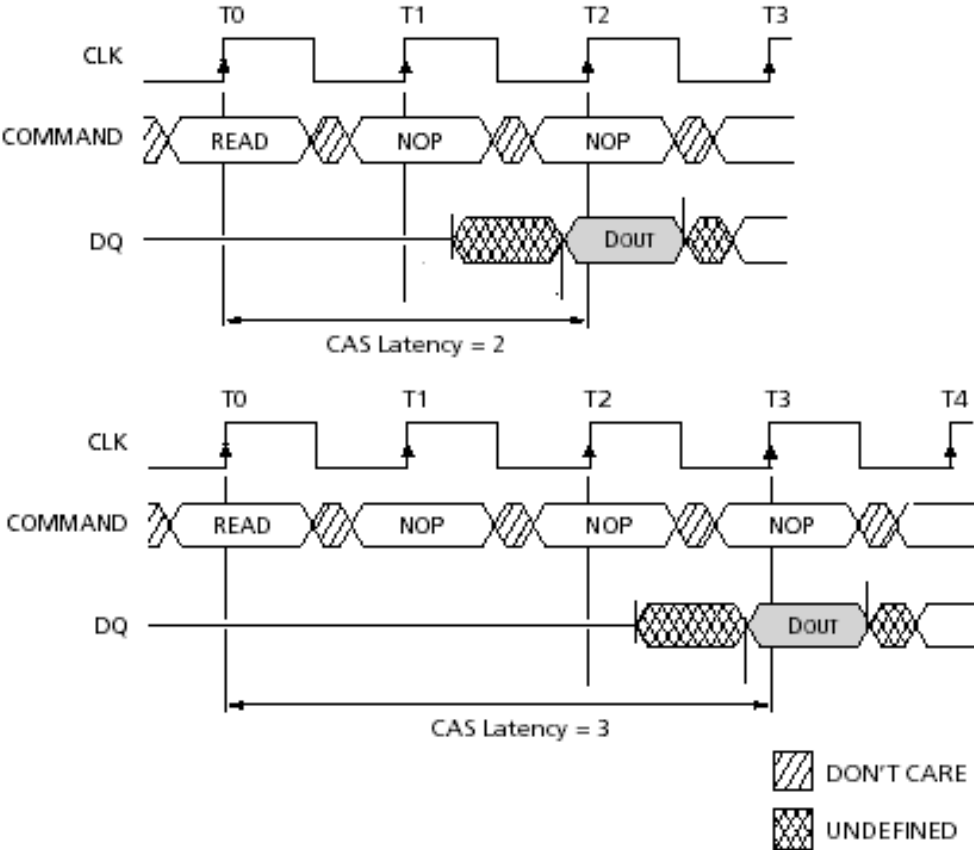 T0 T1 T2 T3
CLK
COMMAND READ NOP NOP
DQ DOUT
CAS Latency = 2
T0 T1 T2 T3 T4
CLK
COMMAND READ NOP NOP NOP
DQ DOUT
CAS Latency = 3
DON'T CARE
UNDEFINED